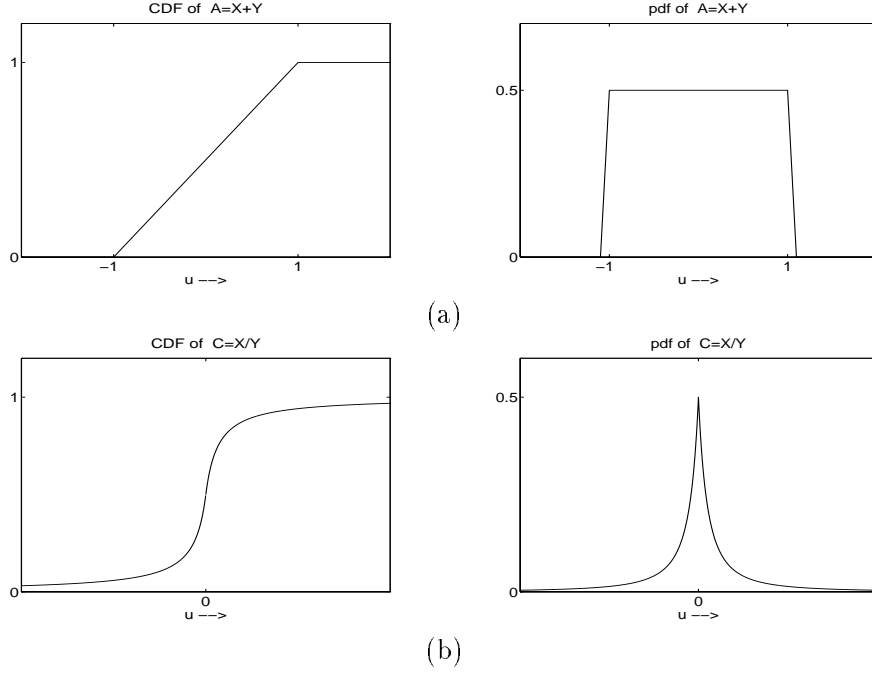 CDF of A=X+Y
1
0
−1
1
u −−>
pdf of A=X+Y
0.5
0
−1
1
u −−>
(a)
CDF of C=X/Y
1
0
0
u −−>
pdf of C=X/Y
0.5
0
0
u −−>
(b)